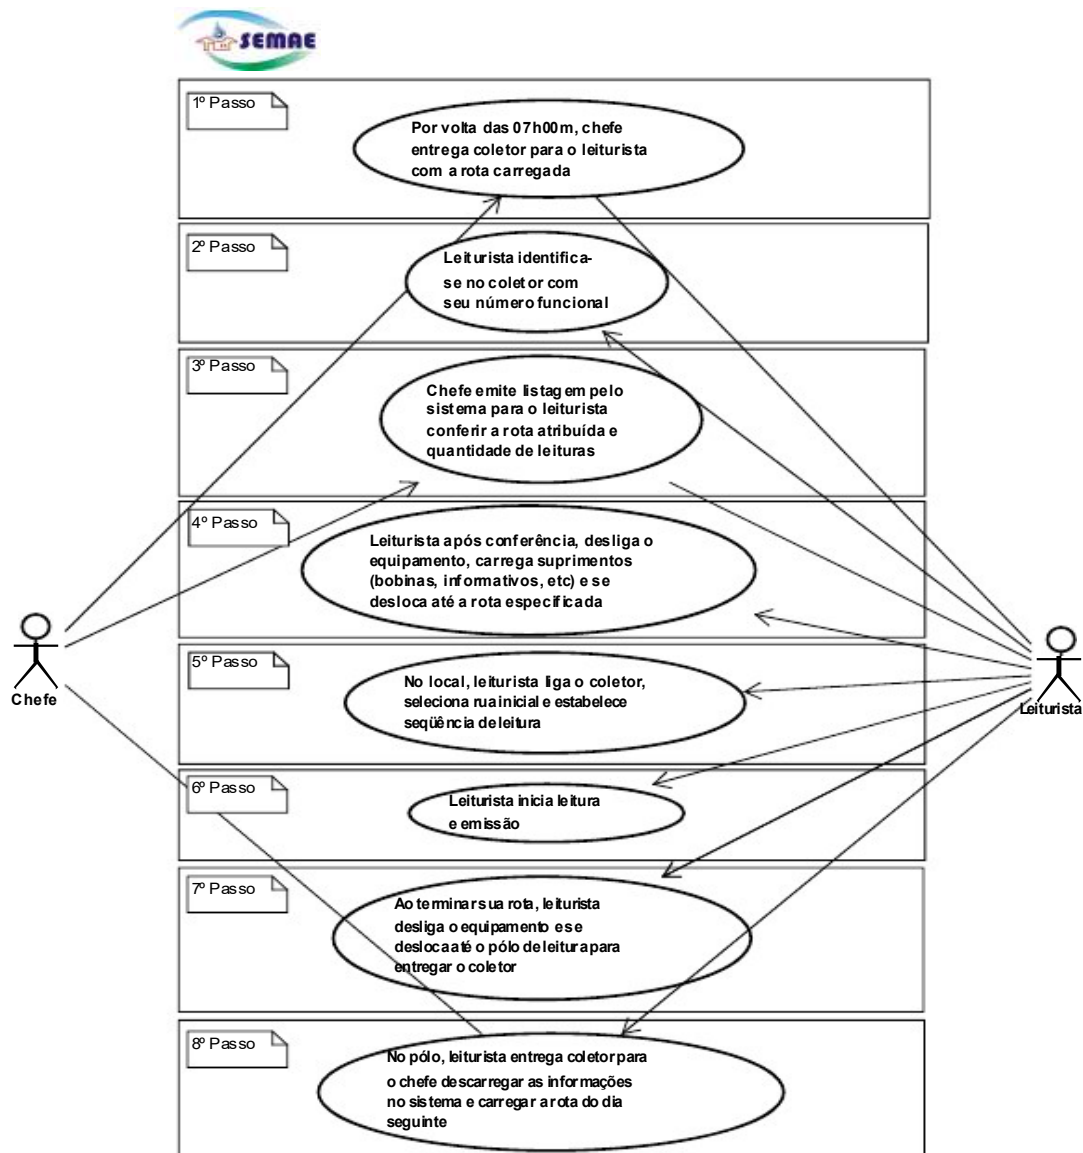 SEMAE
1º Passo
Por volta das 07h00m, chefe
entrega coletor para o leiturista
com a rota carregada
2º Passo
Leiturista identifica-
se no coletor com
seu número funcional
3º Passo
Chefe emite listagem pelo
sistema para o leiturista
conferir a rota atribuída e
quantidade de leituras
4º Passo
Leiturista após conferência, desliga o
equipamento, carrega suprimentos
(bobinas, informativos, etc) e se
desloca até a rota especificada
Chefe
Leiturista
5º Passo
No local, leiturista liga o coletor,
seleciona rua inicial e estabelece
seqüência de leitura
6º Passo
Leiturista inicia leitura
e emissão
7º Passo
Ao terminar sua rota, leiturista
desliga o equipamento e se
desloca até o pólo de leitura para
entregar o coletor
8º Passo
No pólo, leiturista entrega coletor para
o chefe descarregar as informações
no sistema e carregar a rota do dia
seguinte